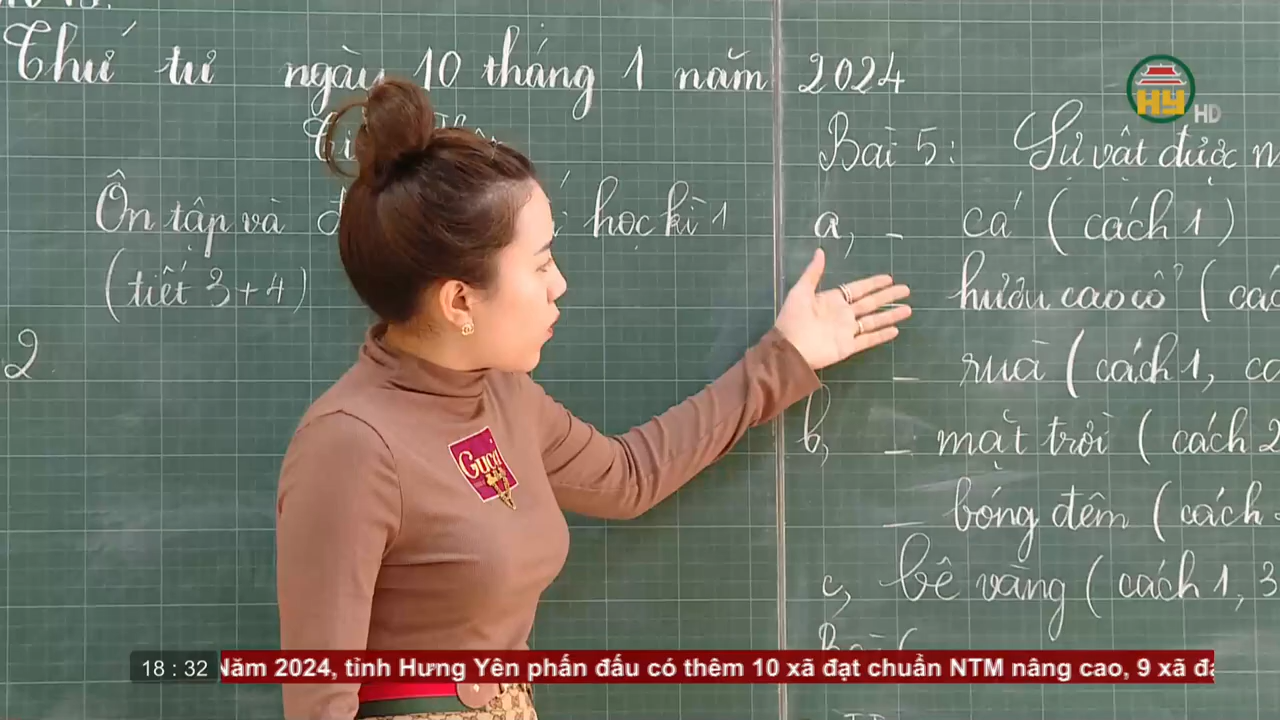 Thứ tư ngày 10 tháng 1 năm 2024
Ôn tập và học kì 1
(tiết 3+4)
2
Bài 5: Sự vật được
a, - cá (cách 1)
hươu cao cổ (
- rùa (cách 1,
b, - mặt trời (cách 2
- bóng đêm (cách
c, bê vàng (cách 1, 3
HY HD
Gucci
18 : 32
Năm 2024, tỉnh Hưng Yên phấn đấu có thêm 10 xã đạt chuẩn NTM nâng cao, 9 xã